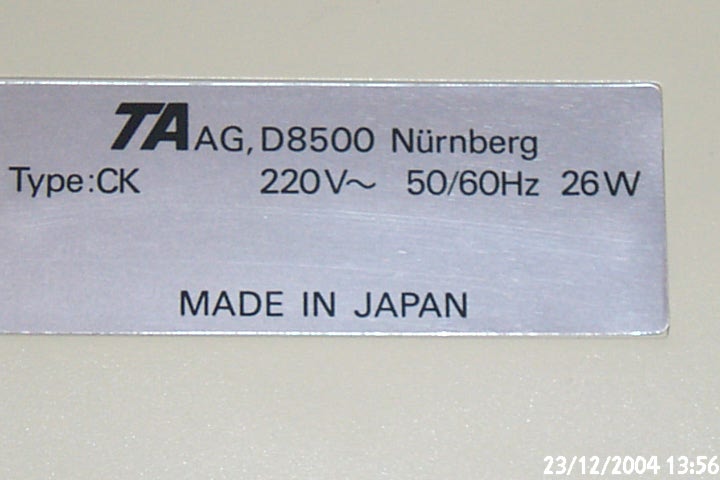 TA AG, D8500 Nürnberg
Type:CK 220V~ 50/60Hz 26W
MADE IN JAPAN
23/12/2004 13:56